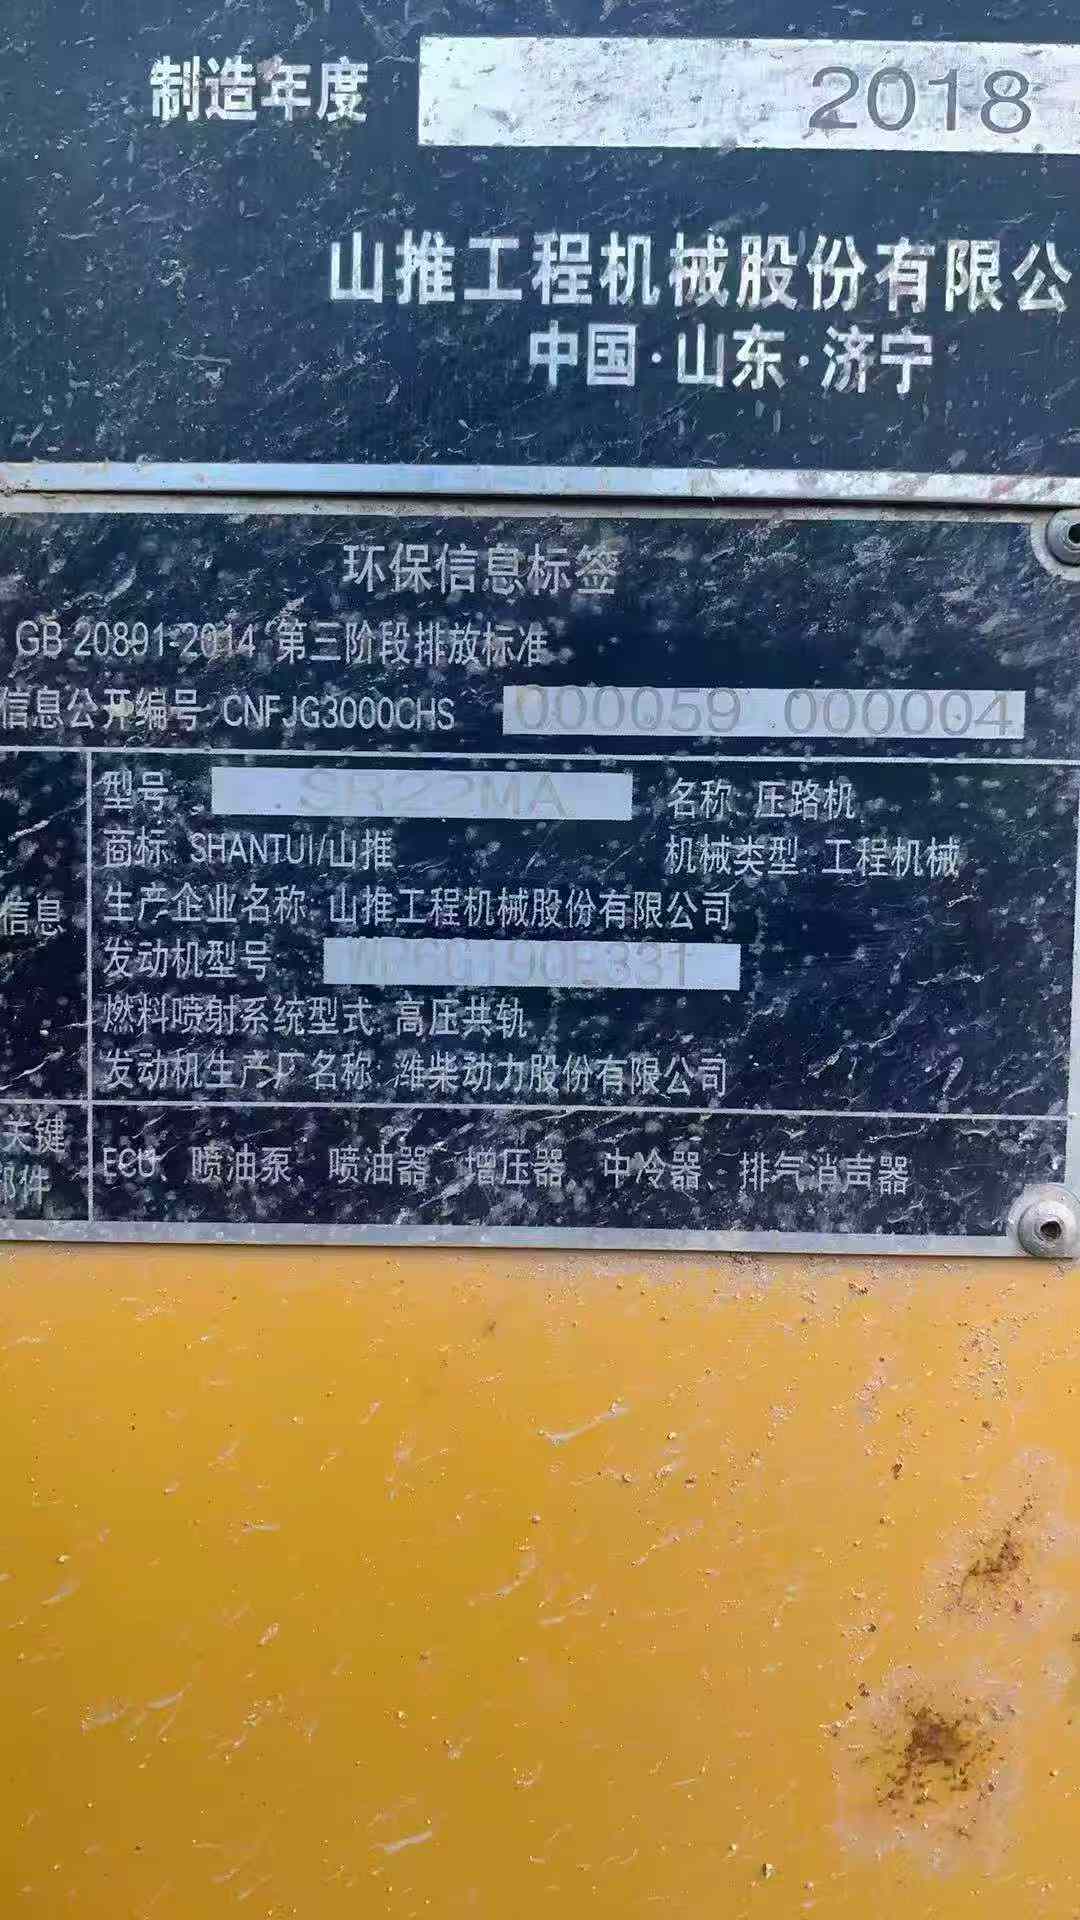 制造年度 2018
山推工程机械股份有限公
中国·山东·济宁
环保信息标签
GB 20891-2014 第三阶段排放标准
信息公开编号: CNFJG3000CHS 000059 000004
型号 SR22MA 名称: 压路机
商标: SHANTUI/山推 机械类型: 工程机械
信息 生产企业名称: 山推工程机械股份有限公司
发动机型号 WP6G190E331
燃料喷射系统型式: 高压共轨
发动机生产厂名称: 潍柴动力股份有限公司
关键
部件 ECU、喷油泵、喷油器、增压器、中冷器、排气消声器